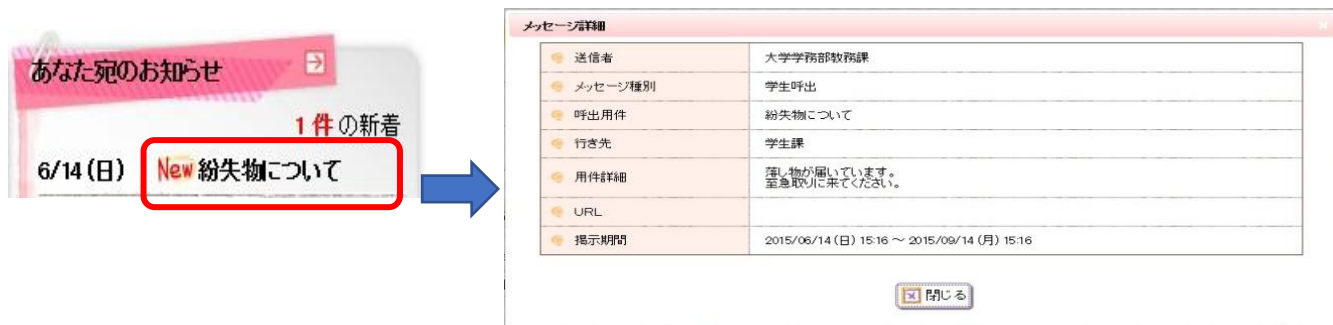 あなた宛のお知らせ
1件の新着
6/14(日) New 紛失物について
メッセージ詳細
送信者 大学学務部教務課
メッセージ種別 学生呼出
呼出用件 紛失物について
行き先 学生課
用件詳細 落し物が届いています。
至急取りに来てください。
URL
掲示期間 2015/06/14(日) 15:16 ～ 2015/09/14(月) 15:16
閉じる